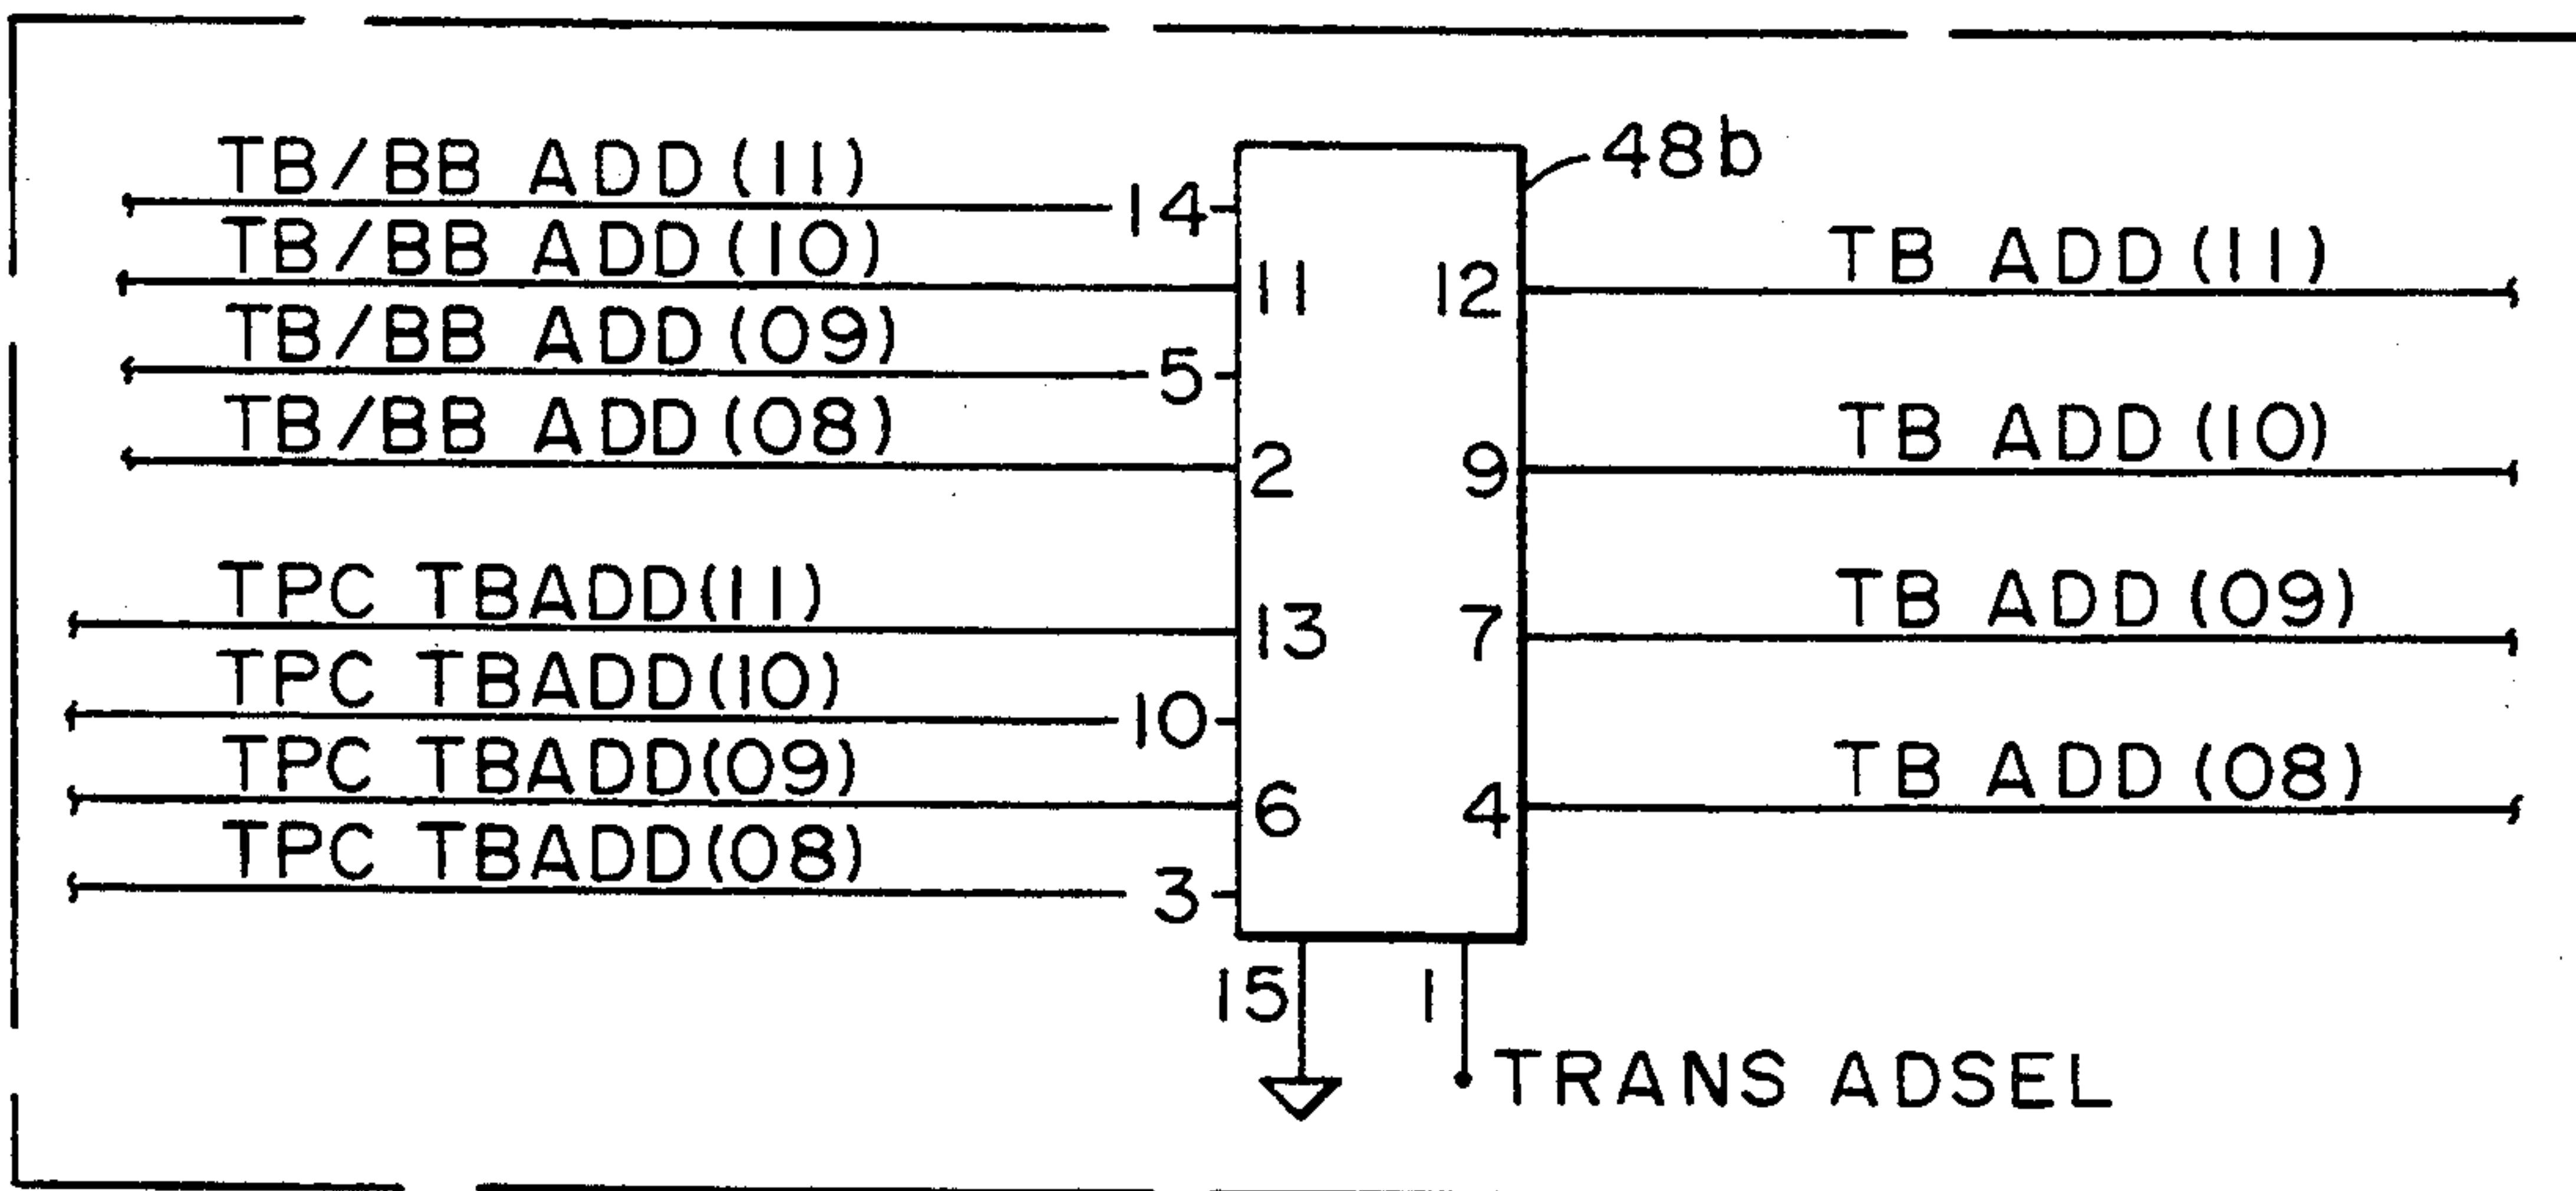 TB/BB ADD(11)
14
48b
TB/BB ADD(10)
11
12
TB ADD(11)
TB/BB ADD(09)
5
TB/BB ADD(08)
2
9
TB ADD(10)
TPC TBADD(11)
13
7
TB ADD(09)
TPC TBADD(10)
10
TPC TBADD(09)
6
4
TB ADD(08)
TPC TBADD(08)
3
15
1
TRANS ADSEL